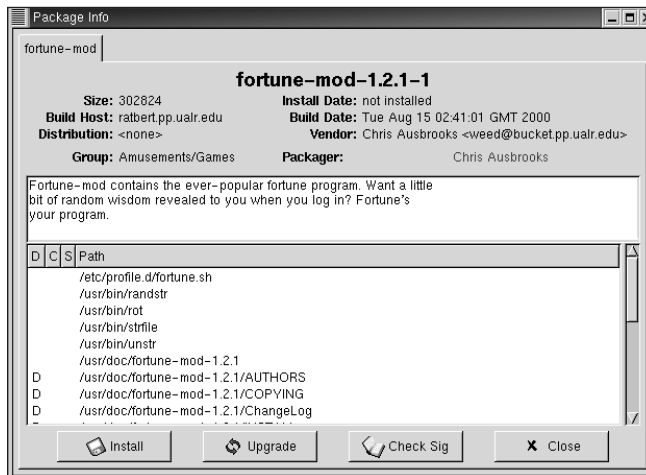 Package Info
fortune-mod
fortune-mod-1.2.1-1
Size: 302824 Install Date: not installed
Build Host: ratbert.pp.ualr.edu Build Date: Tue Aug 15 02:41:01 GMT 2000
Distribution: <none> Vendor: Chris Ausbrooks <weed@bucket.pp.ualr.edu>
Group: Amusements/Games Packager: Chris Ausbrooks
Fortune-mod contains the ever-popular fortune program. Want a little
bit of random wisdom revealed to you when you log in? Fortune's
your program.
D C S Path
/etc/profile.d/fortune.sh
/usr/bin/randstr
/usr/bin/rot
/usr/bin/strfile
/usr/bin/unstr
/usr/doc/fortune-mod-1.2.1
D /usr/doc/fortune-mod-1.2.1/AUTHORS
D /usr/doc/fortune-mod-1.2.1/COPYING
D /usr/doc/fortune-mod-1.2.1/ChangeLog
Install Upgrade Check Sig Close